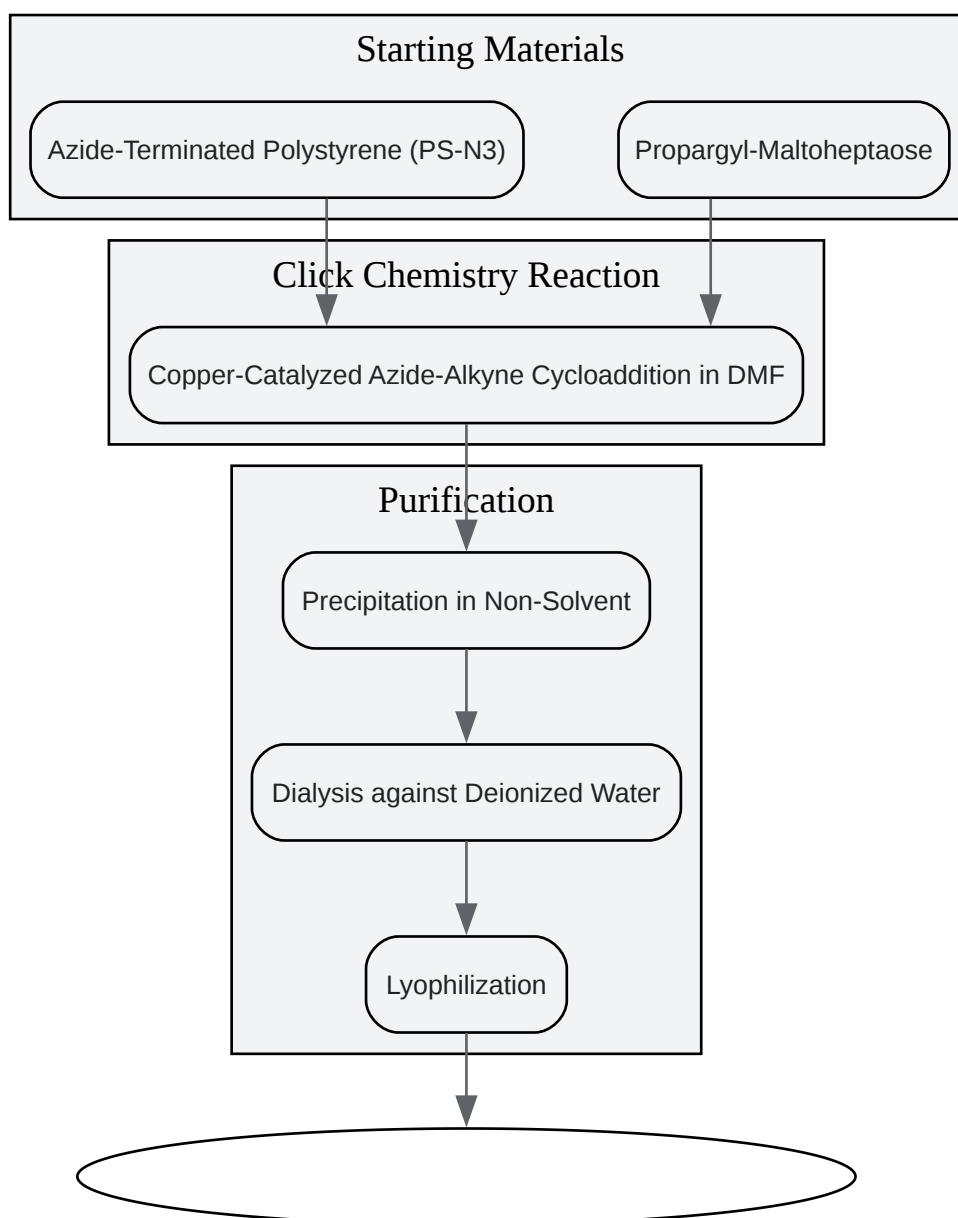 Starting Materials
Azide-Terminated Polystyrene (PS-N3)
Propargyl-Maltoheptaose
Click Chemistry Reaction
Copper-Catalyzed Azide-Alkyne Cycloaddition in DMF
Purification
Precipitation in Non-Solvent
Dialysis against Deionized Water
Lyophilization